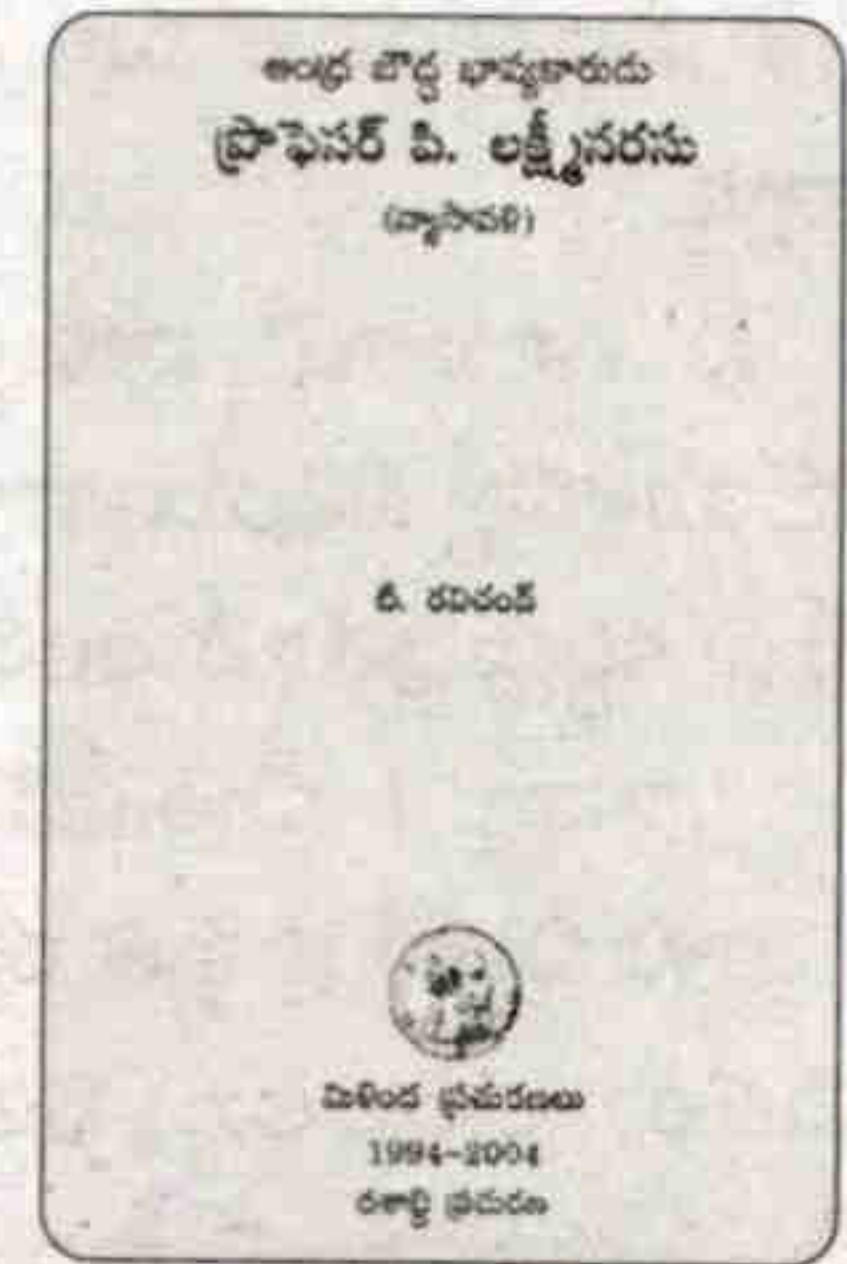 ఆంధ్ర బౌద్ధ భాష్యకారుడు
ప్రొఫెసర్ పి. లక్ష్మీనరసు
(వ్యాసావళి)
బి. రవిచంద్
మిళింద ప్రచురణలు
1994-2004
దశాబ్ది ప్రచురణ